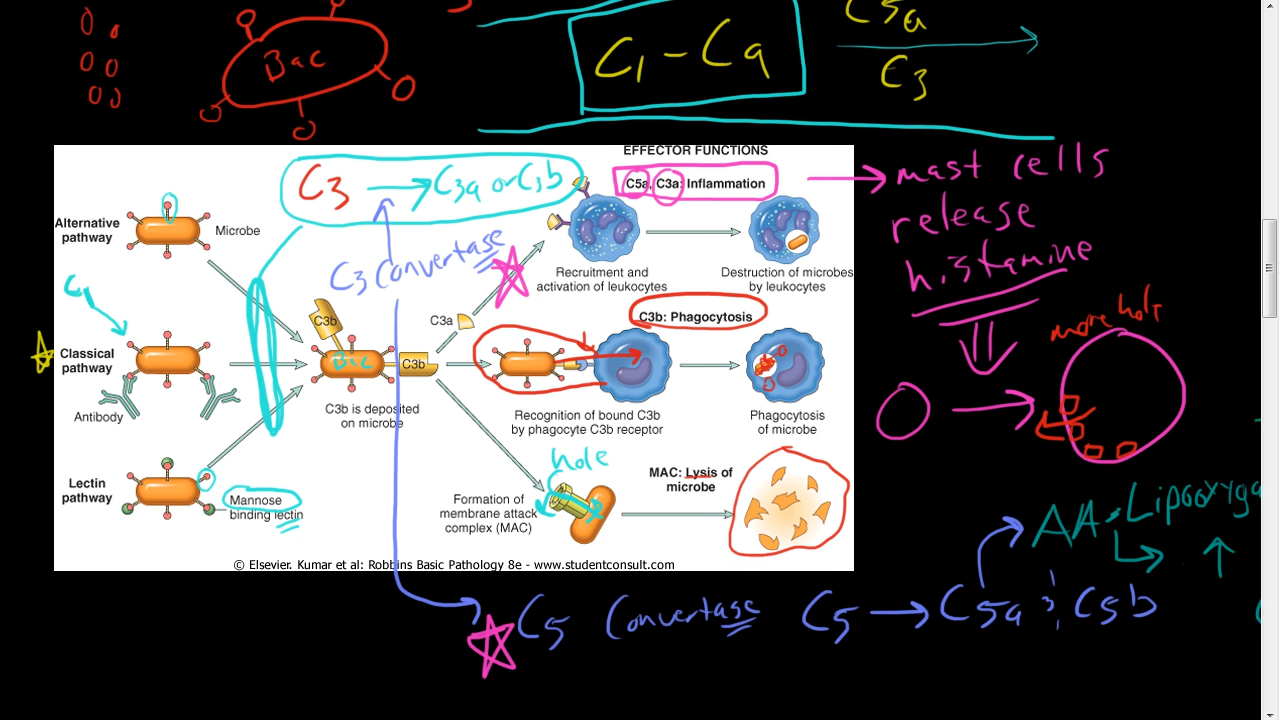 C5a
C3
C1 - C9
Bac
EFFECTOR FUNCTIONS
C3 → C3a or C3b
C5a, C3a: Inflammation
→ mast cells
release
histamine
Alternative
pathway
Microbe
C3 Convertase
Recruitment and
activation of leukocytes
Destruction of microbes
by leukocytes
C1
C3b
C3a
C3b: Phagocytosis
more hole
Classical
pathway
Bac
C3b
Antibody
C3b is deposited
on microbe
Recognition of bound C3b
by phagocyte C3b receptor
Phagocytosis
of microbe
hole
Lectin
pathway
Mannose
binding lectin
Formation of
membrane attack
complex (MAC)
MAC: Lysis of
microbe
AA - Lipooxyga
© Elsevier. Kumar et al: Robbins Basic Pathology 8e - www.studentconsult.com
C5 Convertase C5 → C5a & C5b